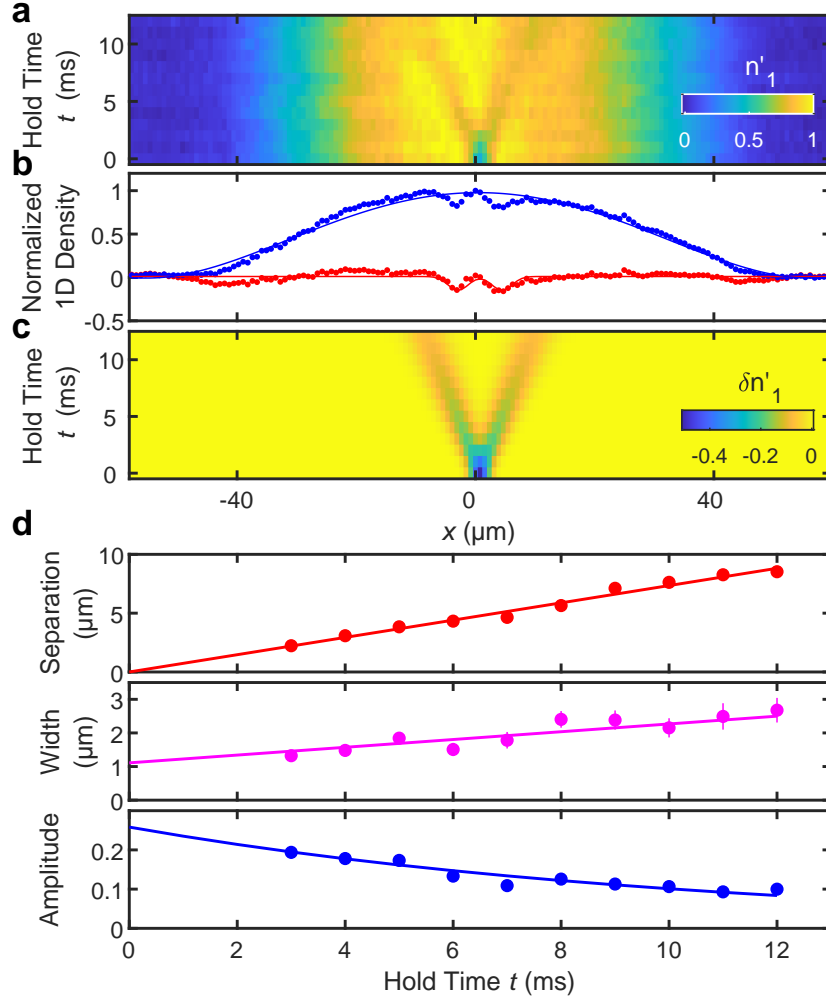 a
Hold Time
t (ms)
10
5
0
n'1
0 0.5 1
b
Normalized
1D Density
1
0.5
0
-0.5
c
Hold Time
t (ms)
10
5
0
δn'1
-0.4 -0.2 0
-40 0 40
x (μm)
d
Separation
(μm)
10
5
0
Width
(μm)
3
2
1
0
Amplitude
0.2
0.1
0
0 2 4 6 8 10 12
Hold Time t (ms)